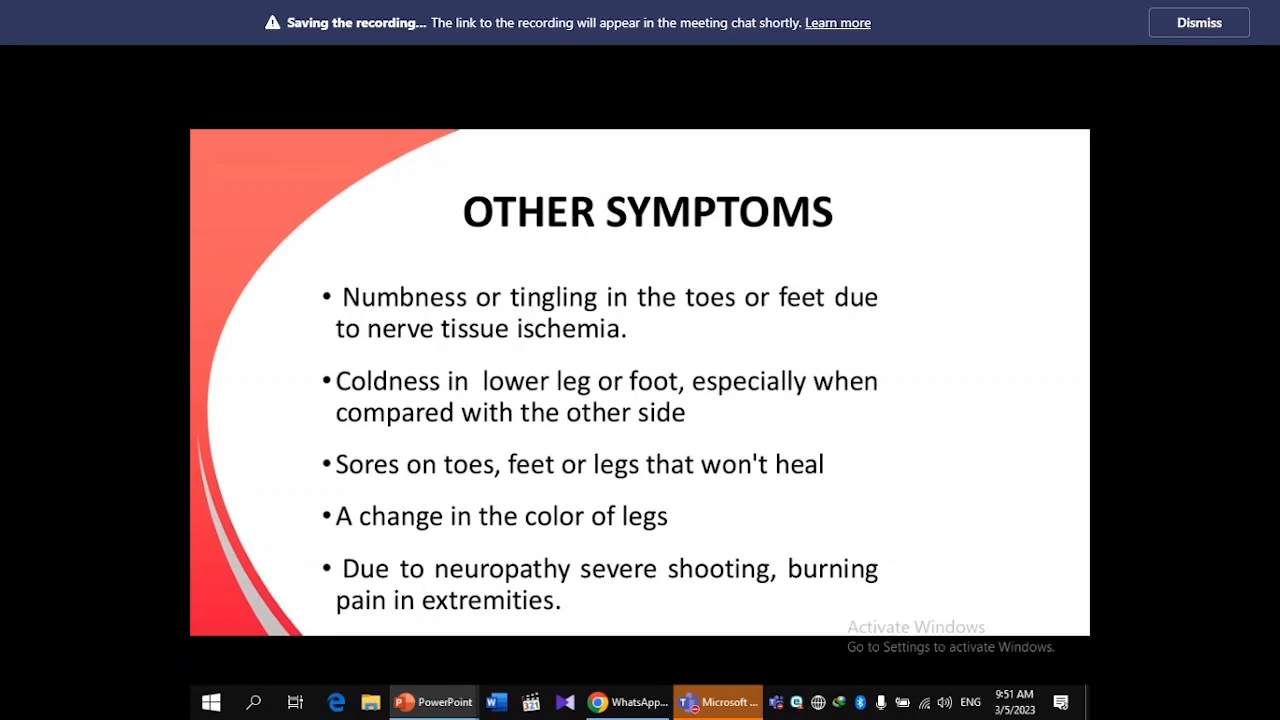 Saving the recording... The link to the recording will appear in the meeting chat shortly. Learn more
Dismiss
OTHER SYMPTOMS
• Numbness or tingling in the toes or feet due
to nerve tissue ischemia.
• Coldness in lower leg or foot, especially when
compared with the other side
• Sores on toes, feet or legs that won't heal
• A change in the color of legs
• Due to neuropathy severe shooting, burning
pain in extremities.
Activate Windows
Go to Settings to activate Windows.
PowerPoint
WhatsApp...
Microsoft ...
ENG
9:51 AM
3/5/2023